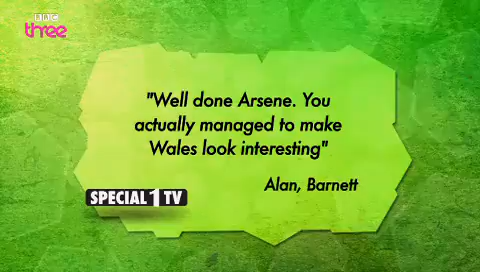 BBC
three
"Well done Arsene. You
actually managed to make
Wales look interesting"
Alan, Barnett
SPECIAL 1 TV